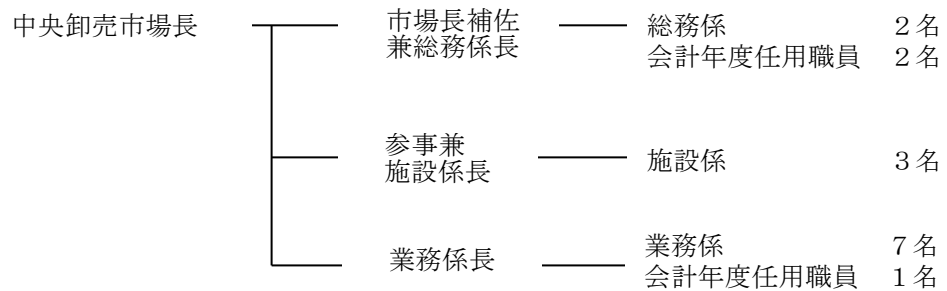 中央卸売市場長
市場長補佐
兼総務係長
総務係 2名
会計年度任用職員 2名
参事兼
施設係長
施設係 3名
業務係長
業務係 7名
会計年度任用職員 1名